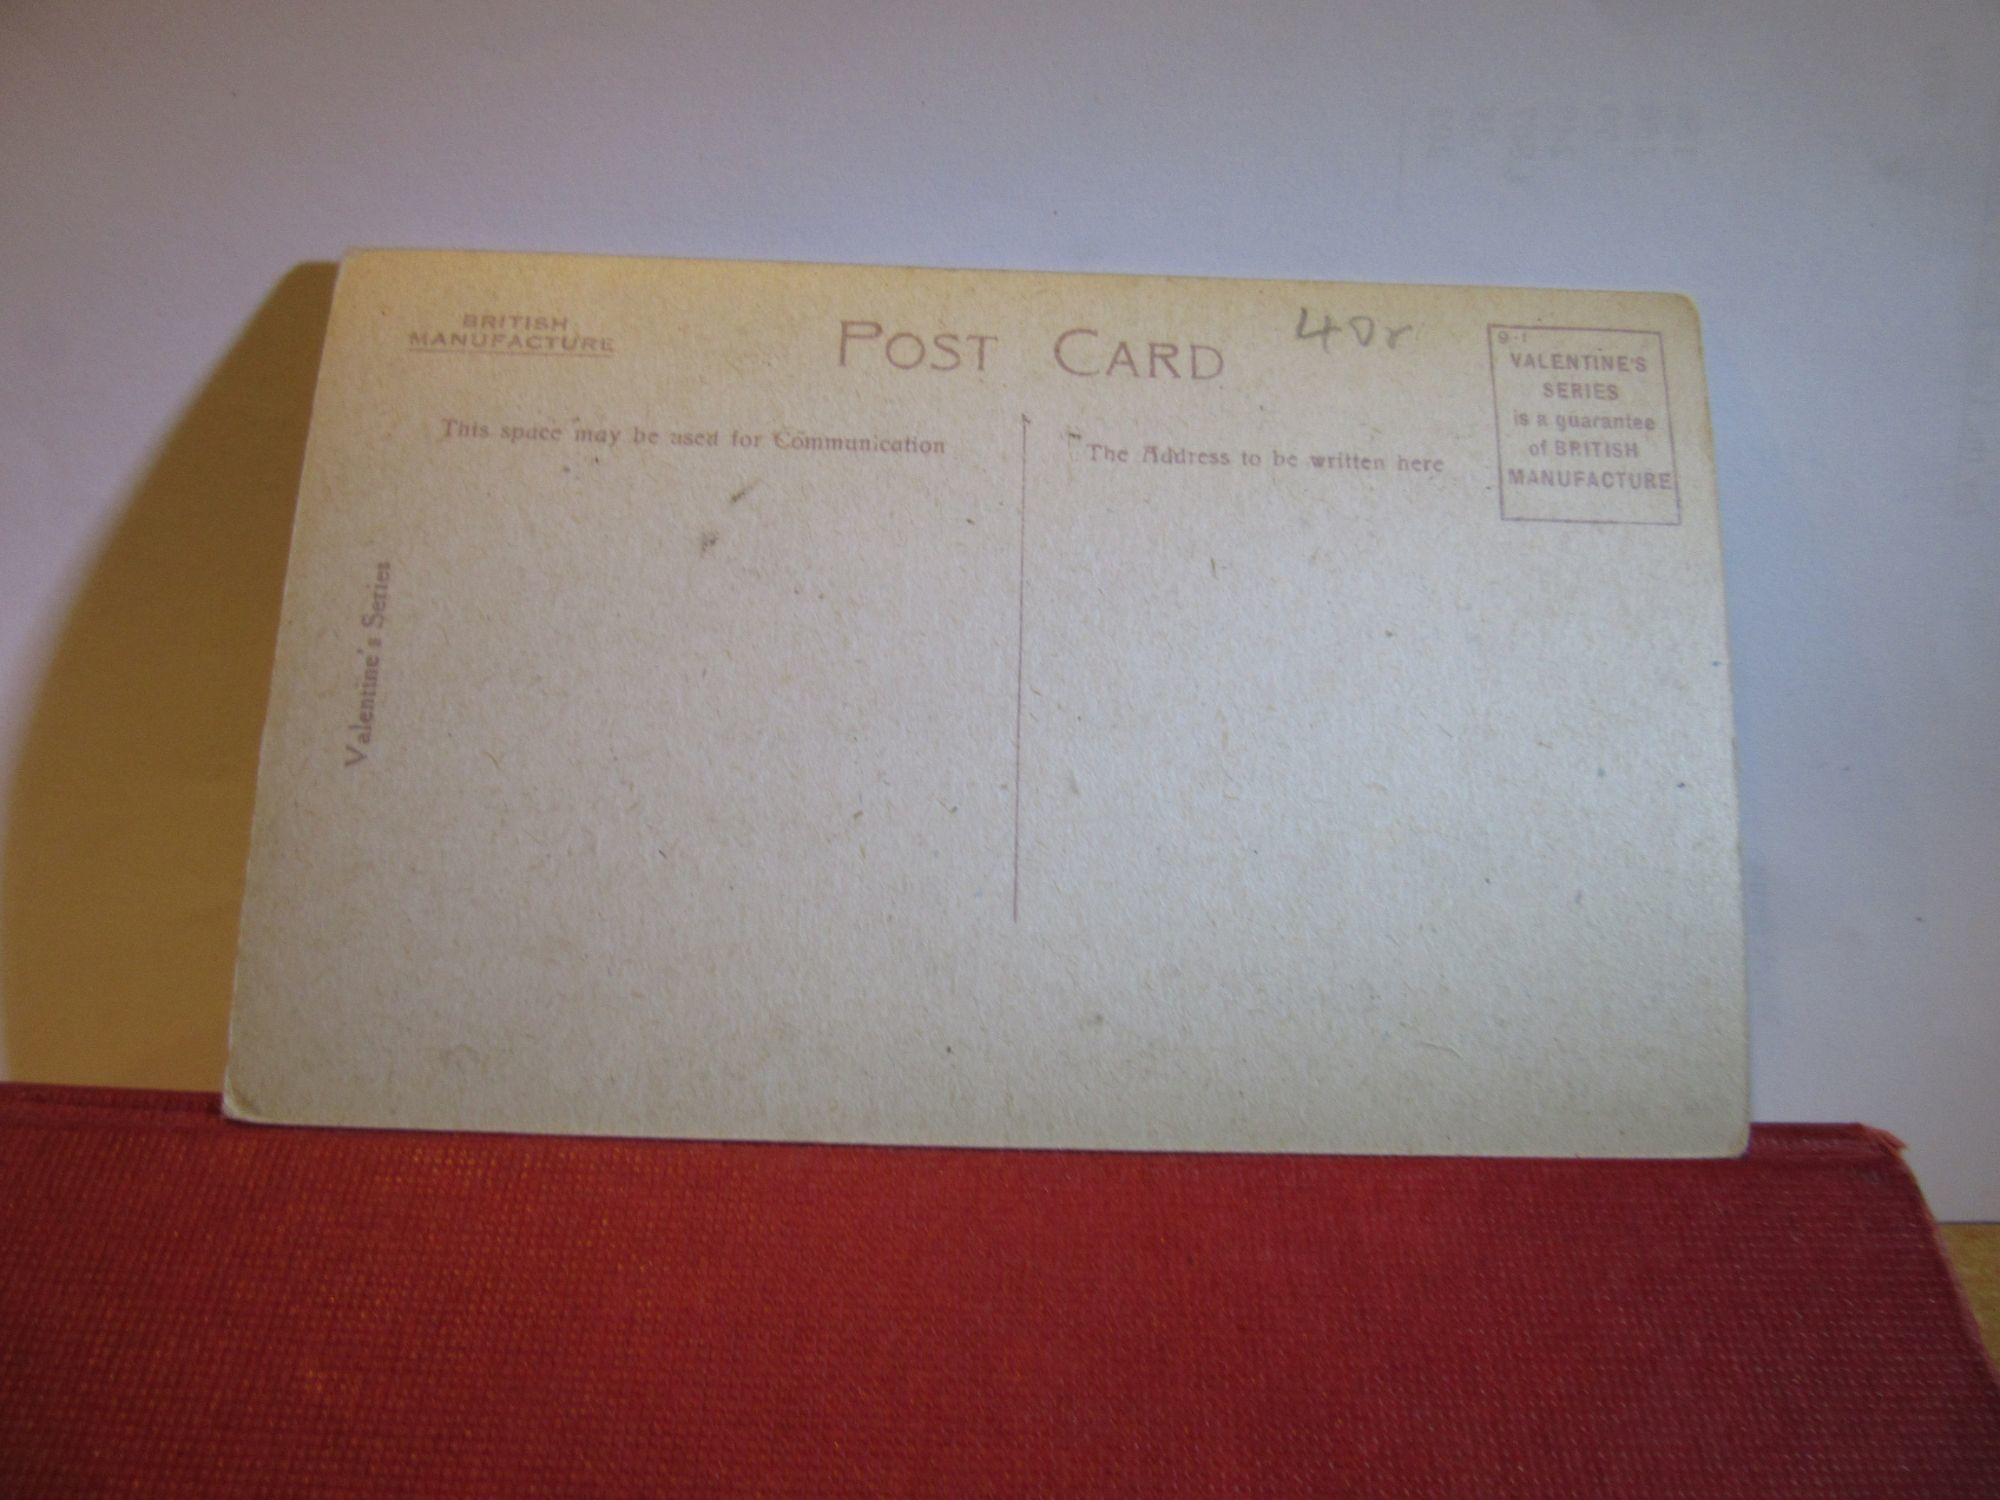 BRITISH
MANUFACTURE
POST CARD
9-1
VALENTINE'S
SERIES
is a guarantee
of BRITISH
MANUFACTURE
This space may be used for Communication
The Address to be written here
Valentine's Series